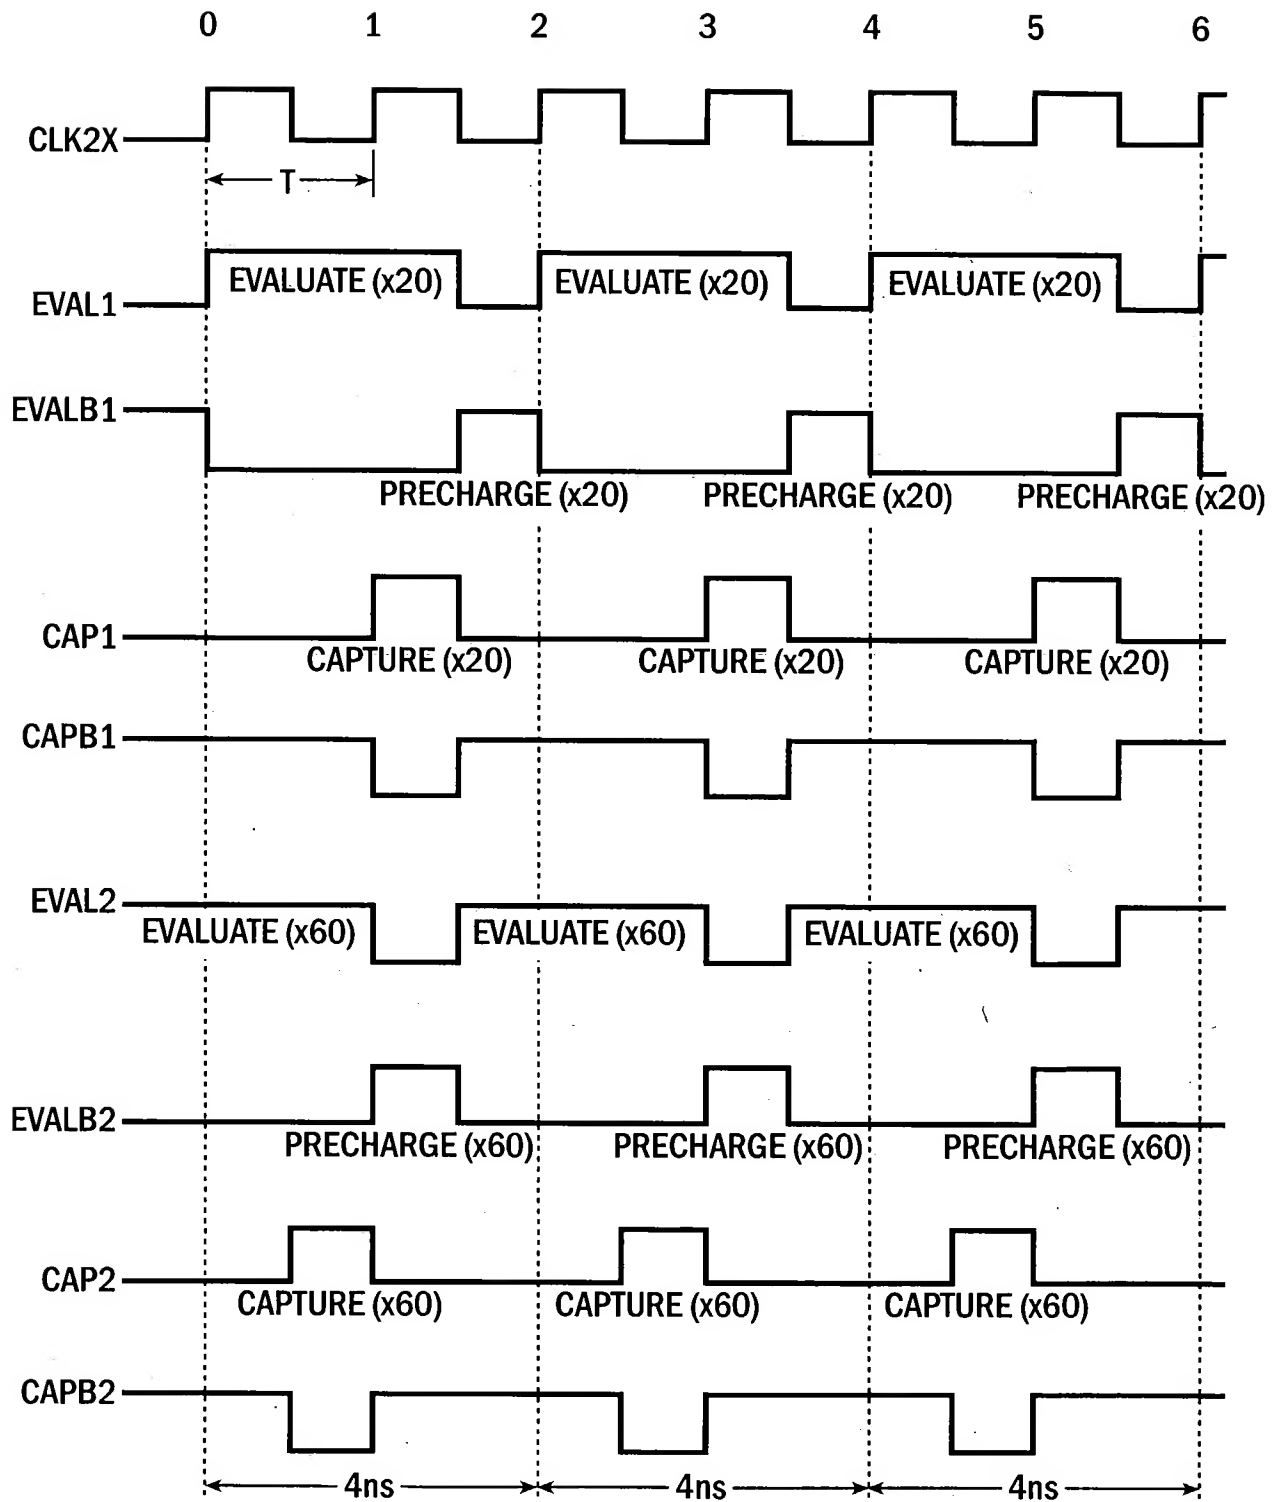 0 1 2 3 4 5 6
CLK2X
T
EVALUATE (x20) EVALUATE (x20) EVALUATE (x20)
EVAL1
EVALB1
PRECHARGE (x20) PRECHARGE (x20) PRECHARGE (x20)
CAP1
CAPTURE (x20) CAPTURE (x20) CAPTURE (x20)
CAPB1
EVAL2
EVALUATE (x60) EVALUATE (x60) EVALUATE (x60)
EVALB2
PRECHARGE (x60) PRECHARGE (x60) PRECHARGE (x60)
CAP2
CAPTURE (x60) CAPTURE (x60) CAPTURE (x60)
CAPB2
4ns 4ns 4ns